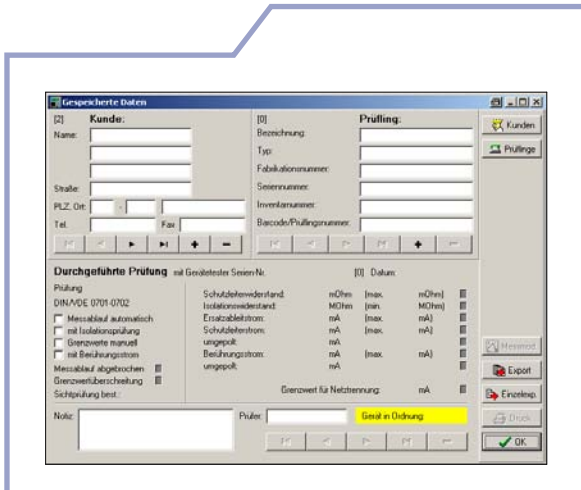 Gespeicherte Daten
[2] Kunde:
Name:
Straße:
PLZ, Ort: -
Tel. Fax
[0] Prüfling:
Bezeichnung:
Typ:
Fabrikationsnummer:
Seriennummer:
Inventarnummer:
Barcode/Prüflingsnummer:
Kunden
Prüflinge
Durchgeführte Prüfung mit Gerätetester Serien-Nr. [0] Datum:
Prüfung
DIN/VDE 0701-0702
Messablauf automatisch
mit Isolationsprüfung
Grenzwerte manuell
mit Berührungsstrom
Messablauf abgebrochen
Grenzwertüberschreitung
Sichtprüfung best.:
Schutzleiterwiderstand: mOhm (max. mOhm)
Isolationswiderstand: MOhm (min. MOhm)
Ersatzableitstrom: mA (max. mA)
Schutzleiterstrom: mA (max. mA)
umgepolt: mA
Berührungsstrom: mA (max. mA)
umgepolt: mA
Grenzwert für Netztrennung: mA
Notiz:
Prüfer:
Gerät in Ordnung:
Export
Einzelexp.
Druck
OK